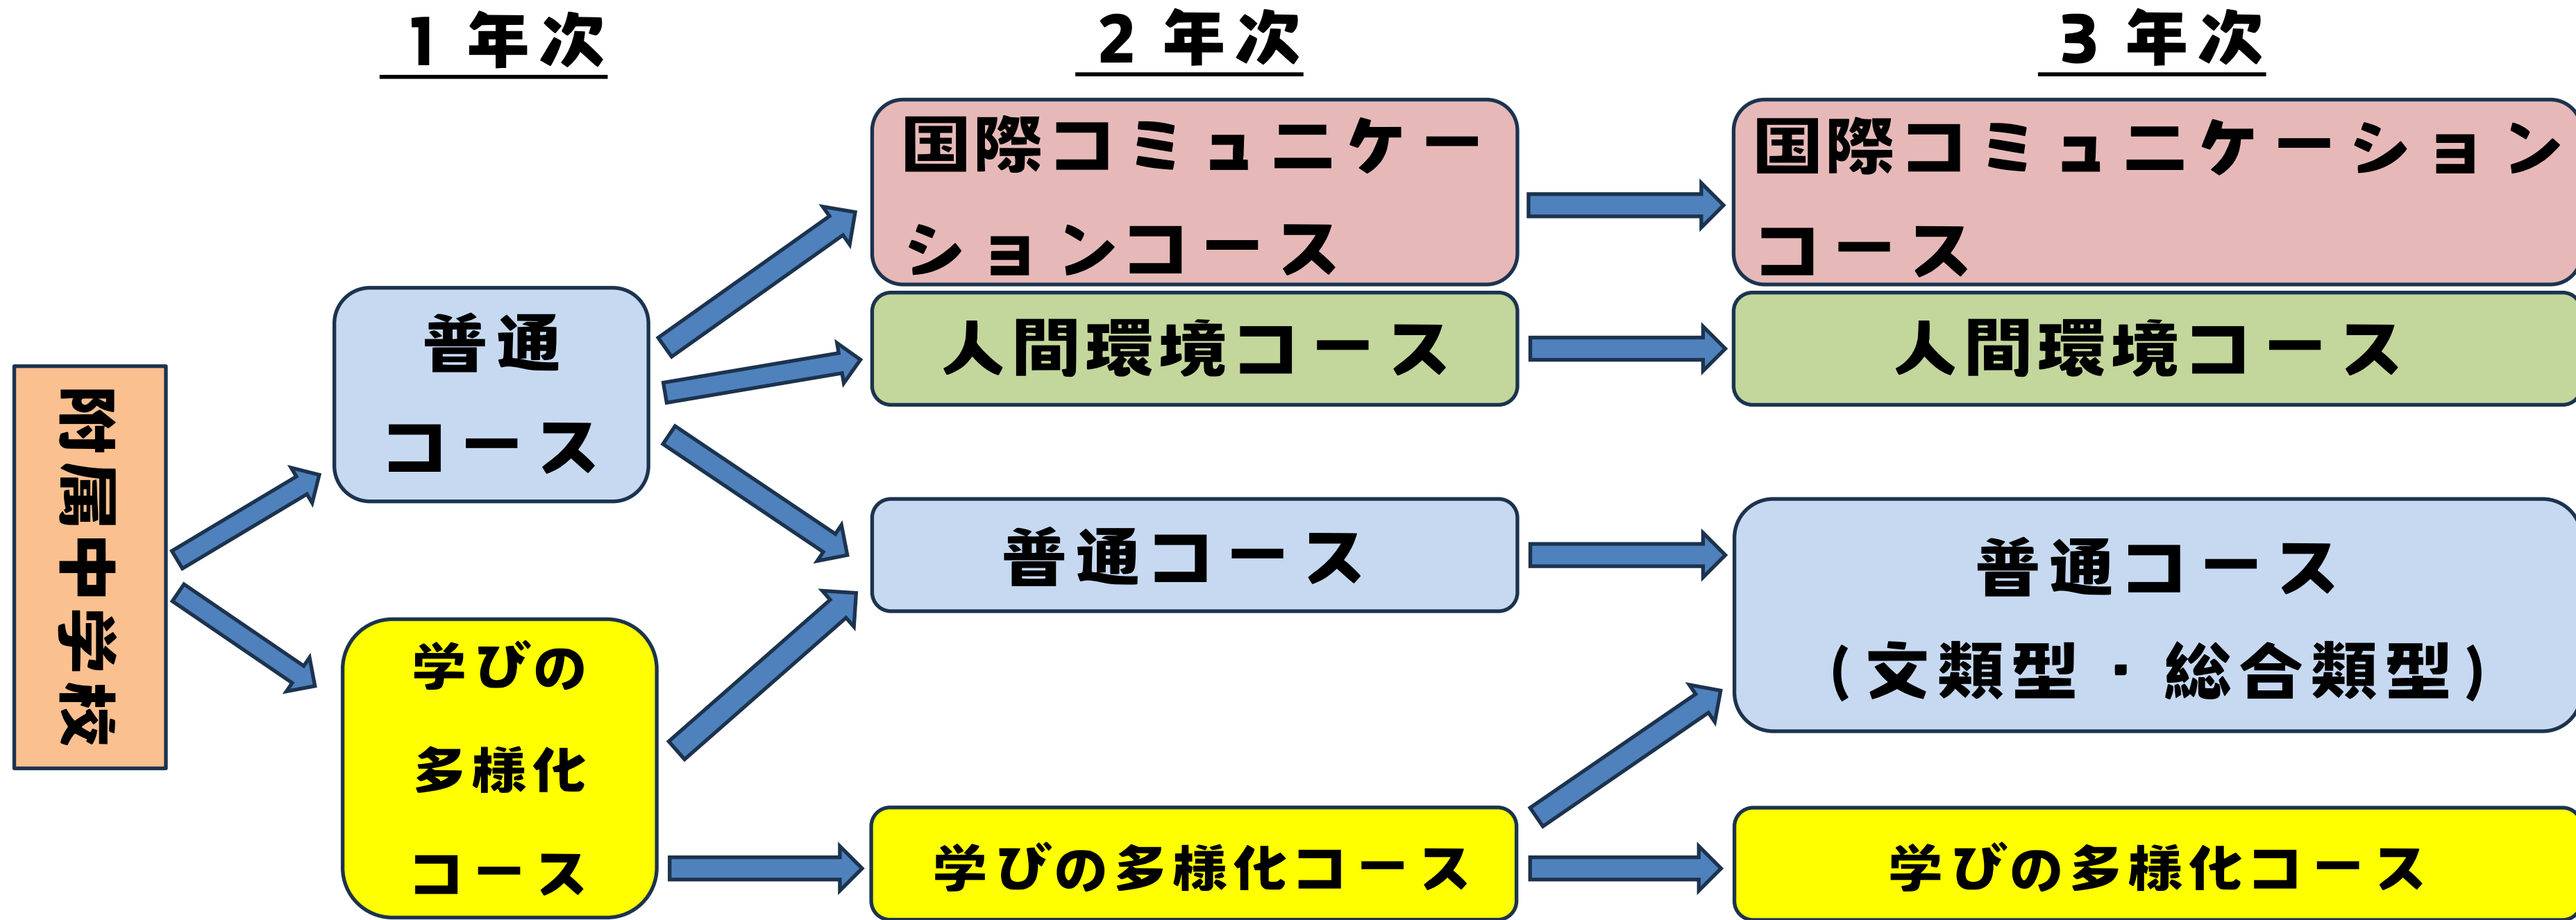 1年次
2年次
3年次
附属中学校
普通
コース
学びの
多様化
コース
国際コミュニケー
ションコース
人間環境コース
普通コース
学びの多様化コース
国際コミュニケーション
コース
人間環境コース
普通コース
(文類型・総合類型)
学びの多様化コース